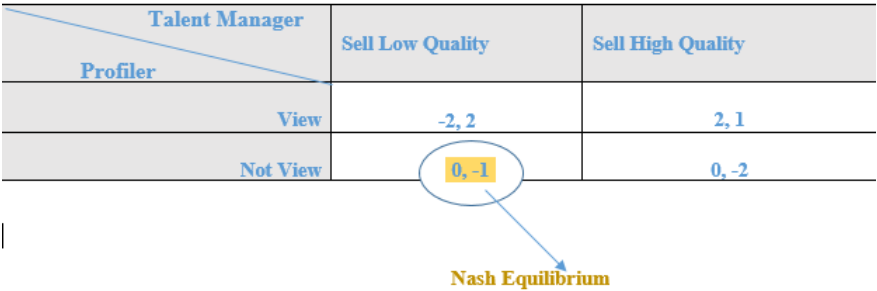 Talent Manager
Profiler
Sell Low Quality
Sell High Quality
View
-2, 2
2, 1
Not View
0, -1
0, -2
Nash Equilibrium